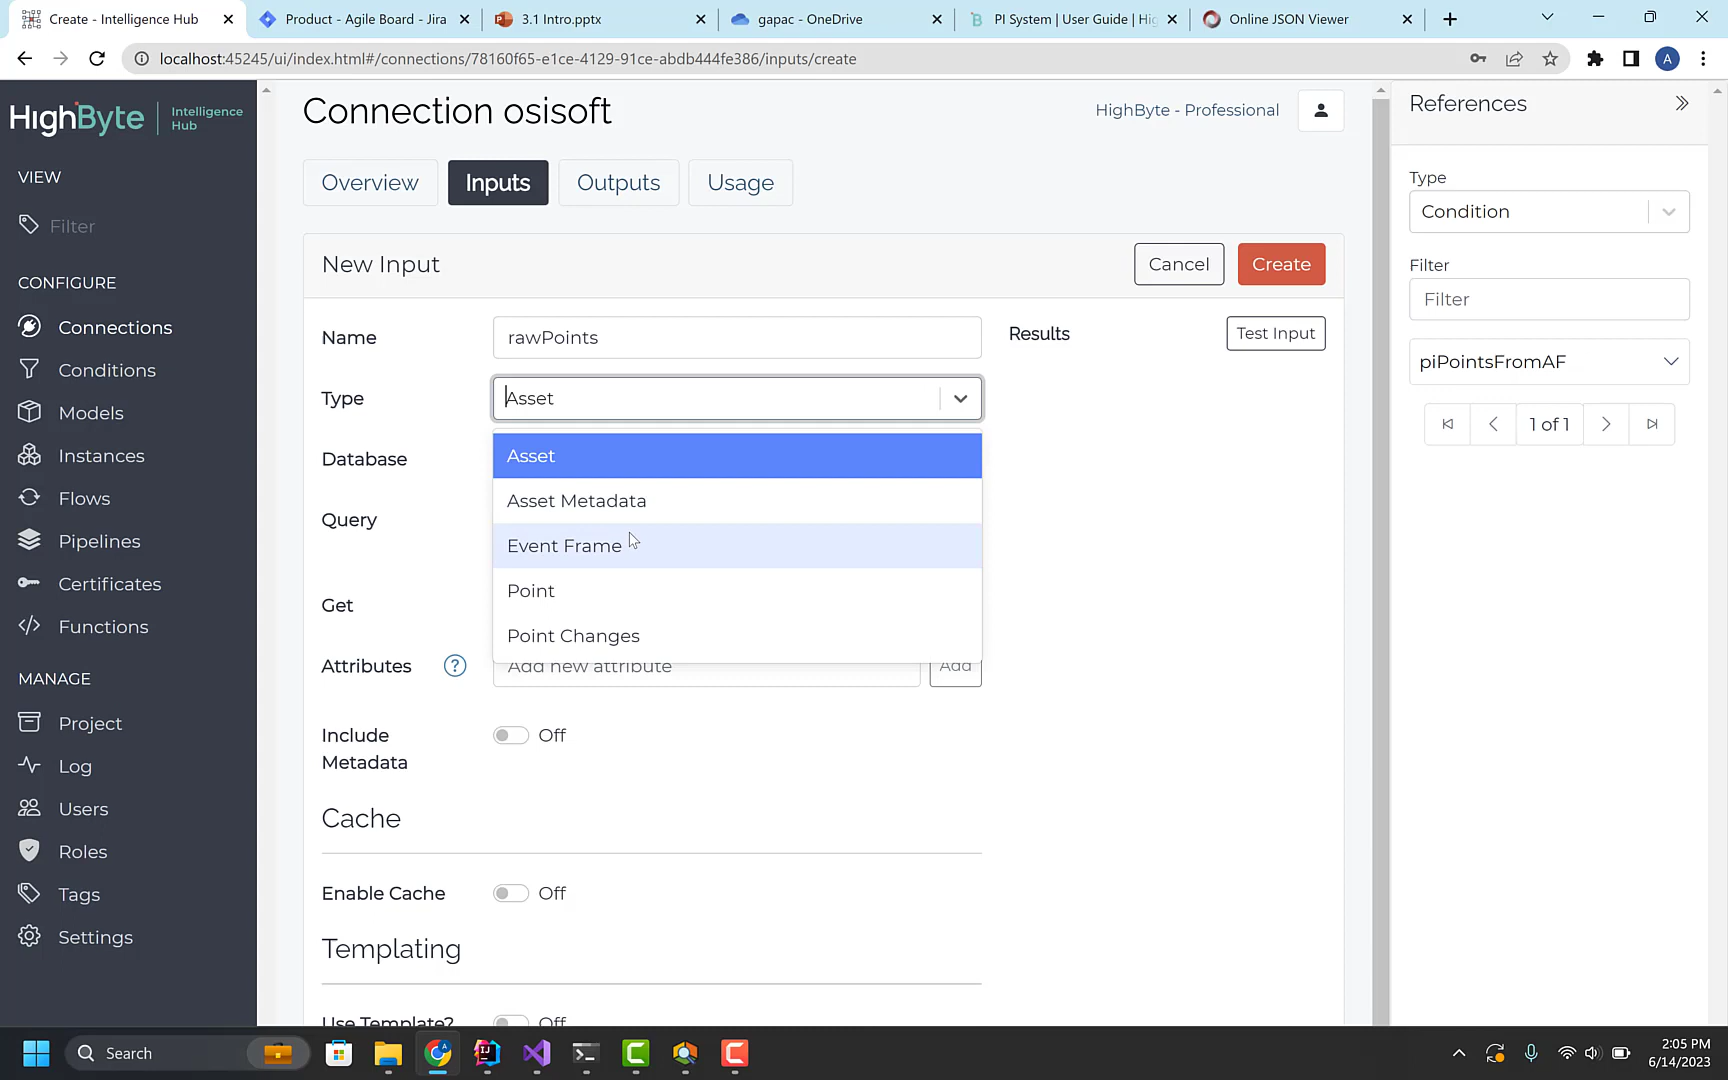 Create - Intelligence Hub
Product - Agile Board - Jira
3.1 Intro.pptx
gapac - OneDrive
PI System | User Guide | Hig
Online JSON Viewer
localhost:45245/ui/index.html#/connections/78160f65-e1ce-4129-91ce-abdb444fe386/inputs/create
A
HighByte
Intelligence
Hub
VIEW
Filter
CONFIGURE
Connections
Conditions
Models
Instances
Flows
Pipelines
Certificates
Functions
MANAGE
Project
Log
Users
Roles
Tags
Settings
Connection osisoft
HighByte - Professional
Overview
Inputs
Outputs
Usage
New Input
Cancel
Create
Name
rawPoints
Results
Test Input
Type
Asset
Asset
Database
Asset Metadata
Query
Event Frame
Point
Get
Point Changes
Attributes
?
Add new attribute
Add
Include
Metadata
Off
Cache
Enable Cache
Off
Templating
Use Template?
Off
References
Type
Condition
Filter
Filter
piPointsFromAF
1 of 1
Search
2:05 PM
6/14/2023